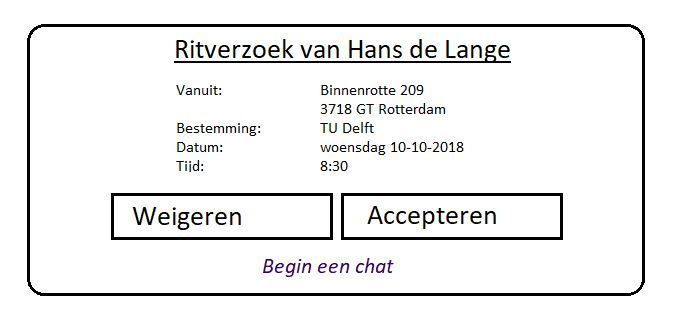 Ritverzoek van Hans de Lange
Vanuit: Binnenrotte 209
3718 GT Rotterdam
Bestemming: TU Delft
Datum: woensdag 10-10-2018
Tijd: 8:30
Weigeren Accepteren
Begin een chat